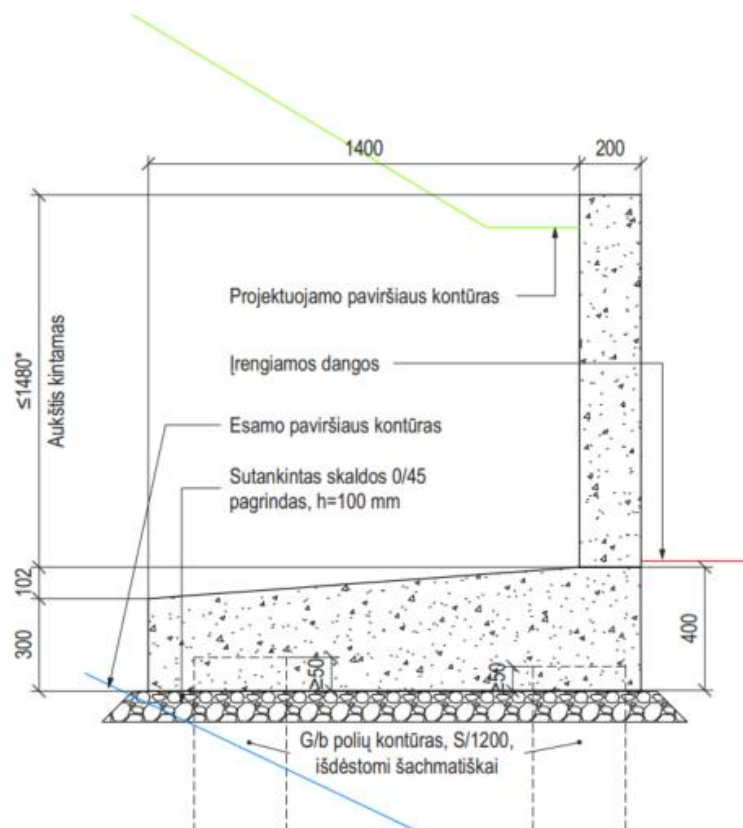 1400
200
Projektuojamo paviršiaus kontūras
Įrengiamos dangos
≤1480*
Aukštis kintamas
Esamo paviršiaus kontūras
Sutankintas skaldos 0/45
pagrindas, h=100 mm
102
300
400
≥50
≥50
G/b polių kontūras, S/1200,
išdėstomi šachmatiškai